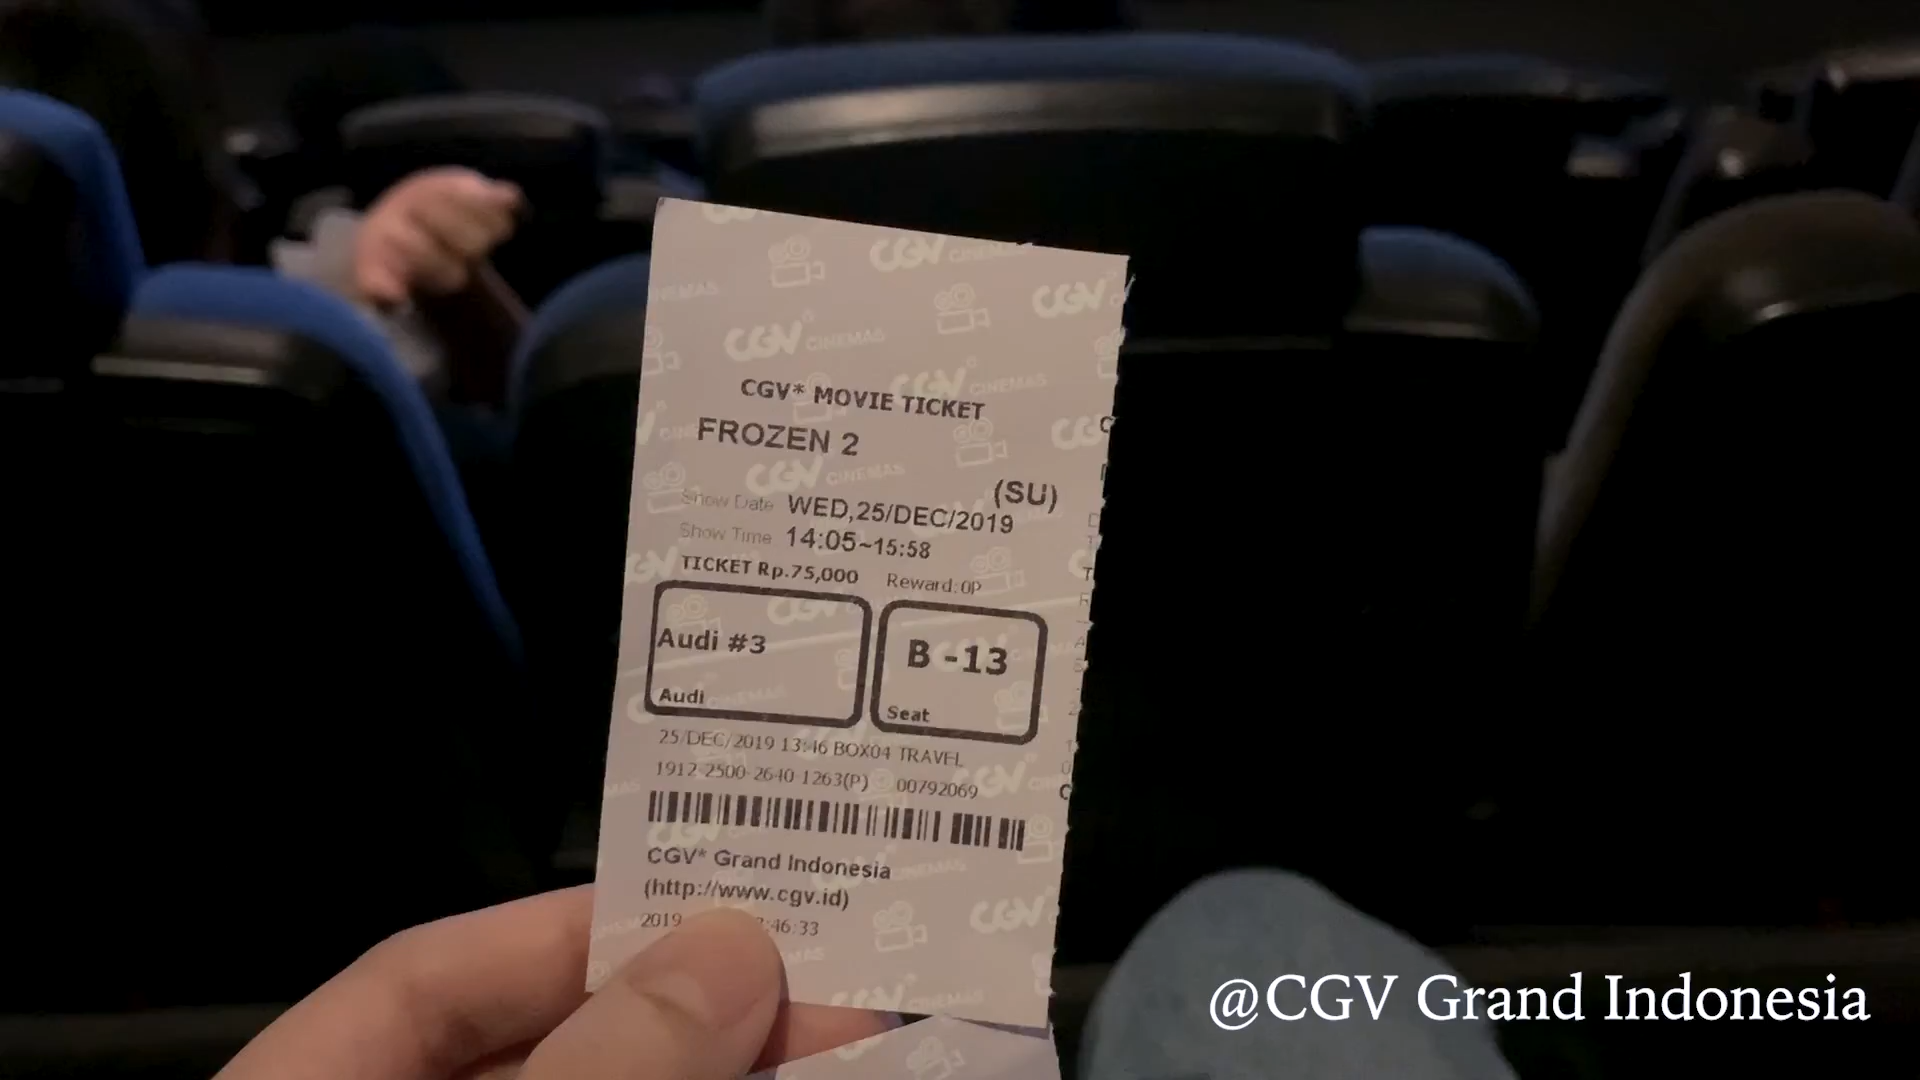 CGV* MOVIE TICKET
FROZEN 2
(SU)
Show Date WED,25/DEC/2019
Show Time 14:05~15:58
TICKET Rp.75,000 Reward:0P
Audi #3
Audi
B -13
Seat
25/DEC/2019 13:46 BOX04 TRAVEL
1912-2500-2640-1263(P) 00792069
CGV* Grand Indonesia
(http://www.cgv.id)
2019 :46:33
@CGV Grand Indonesia